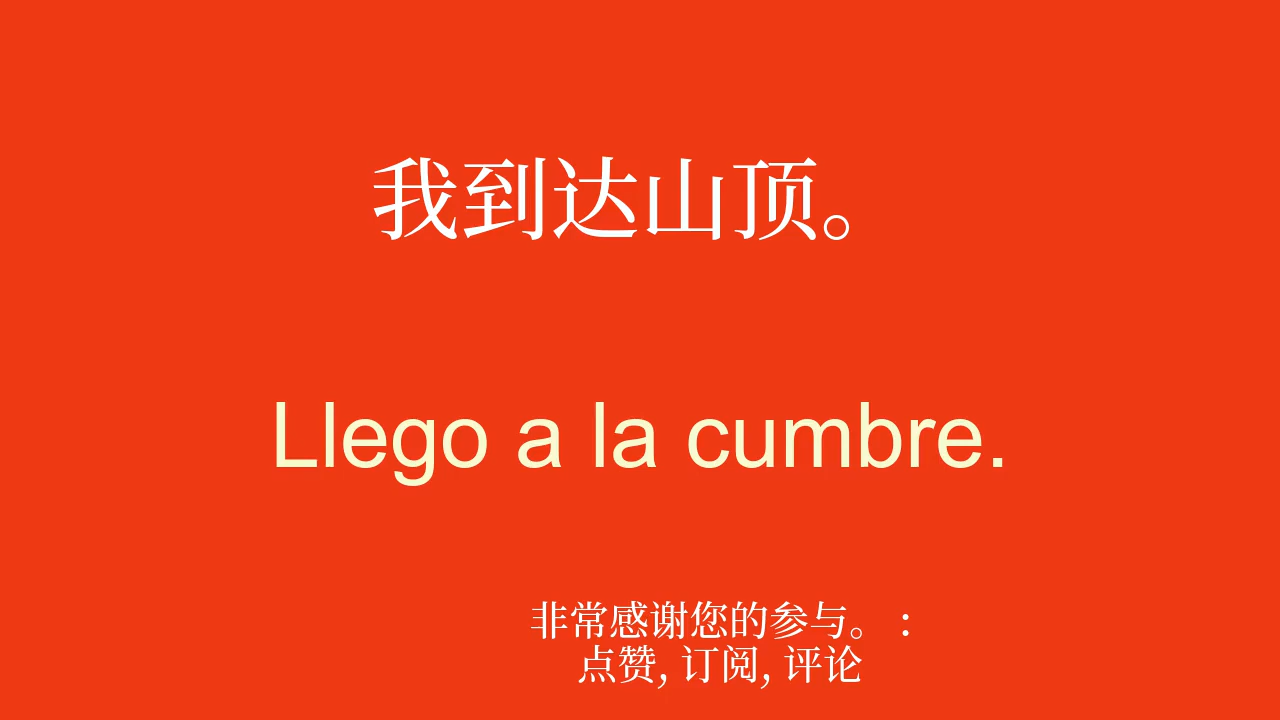 我到达山顶。
Llego a la cumbre.
非常感谢您的参与。 :
点赞, 订阅, 评论